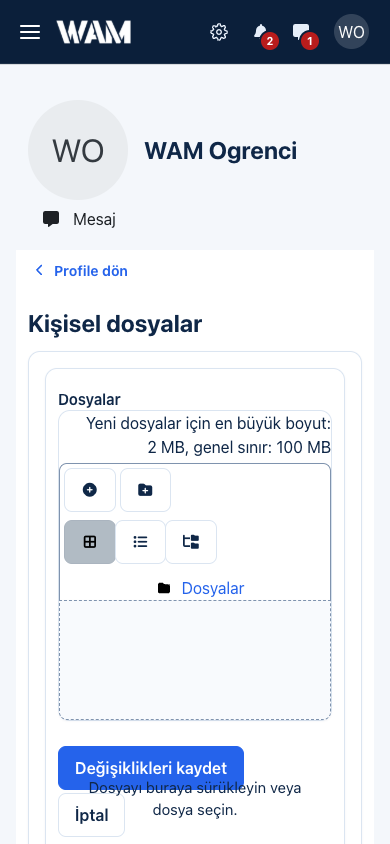 WAM
2
1
WO
WO
WAM Ogrenci
Mesaj
Profile dön
Kişisel dosyalar
Dosyalar
Yeni dosyalar için en büyük boyut:
2 MB, genel sınır: 100 MB
Dosyalar
Değişiklikleri kaydet
Dosyayı buraya sürükleyin veya
dosya seçin.
İptal